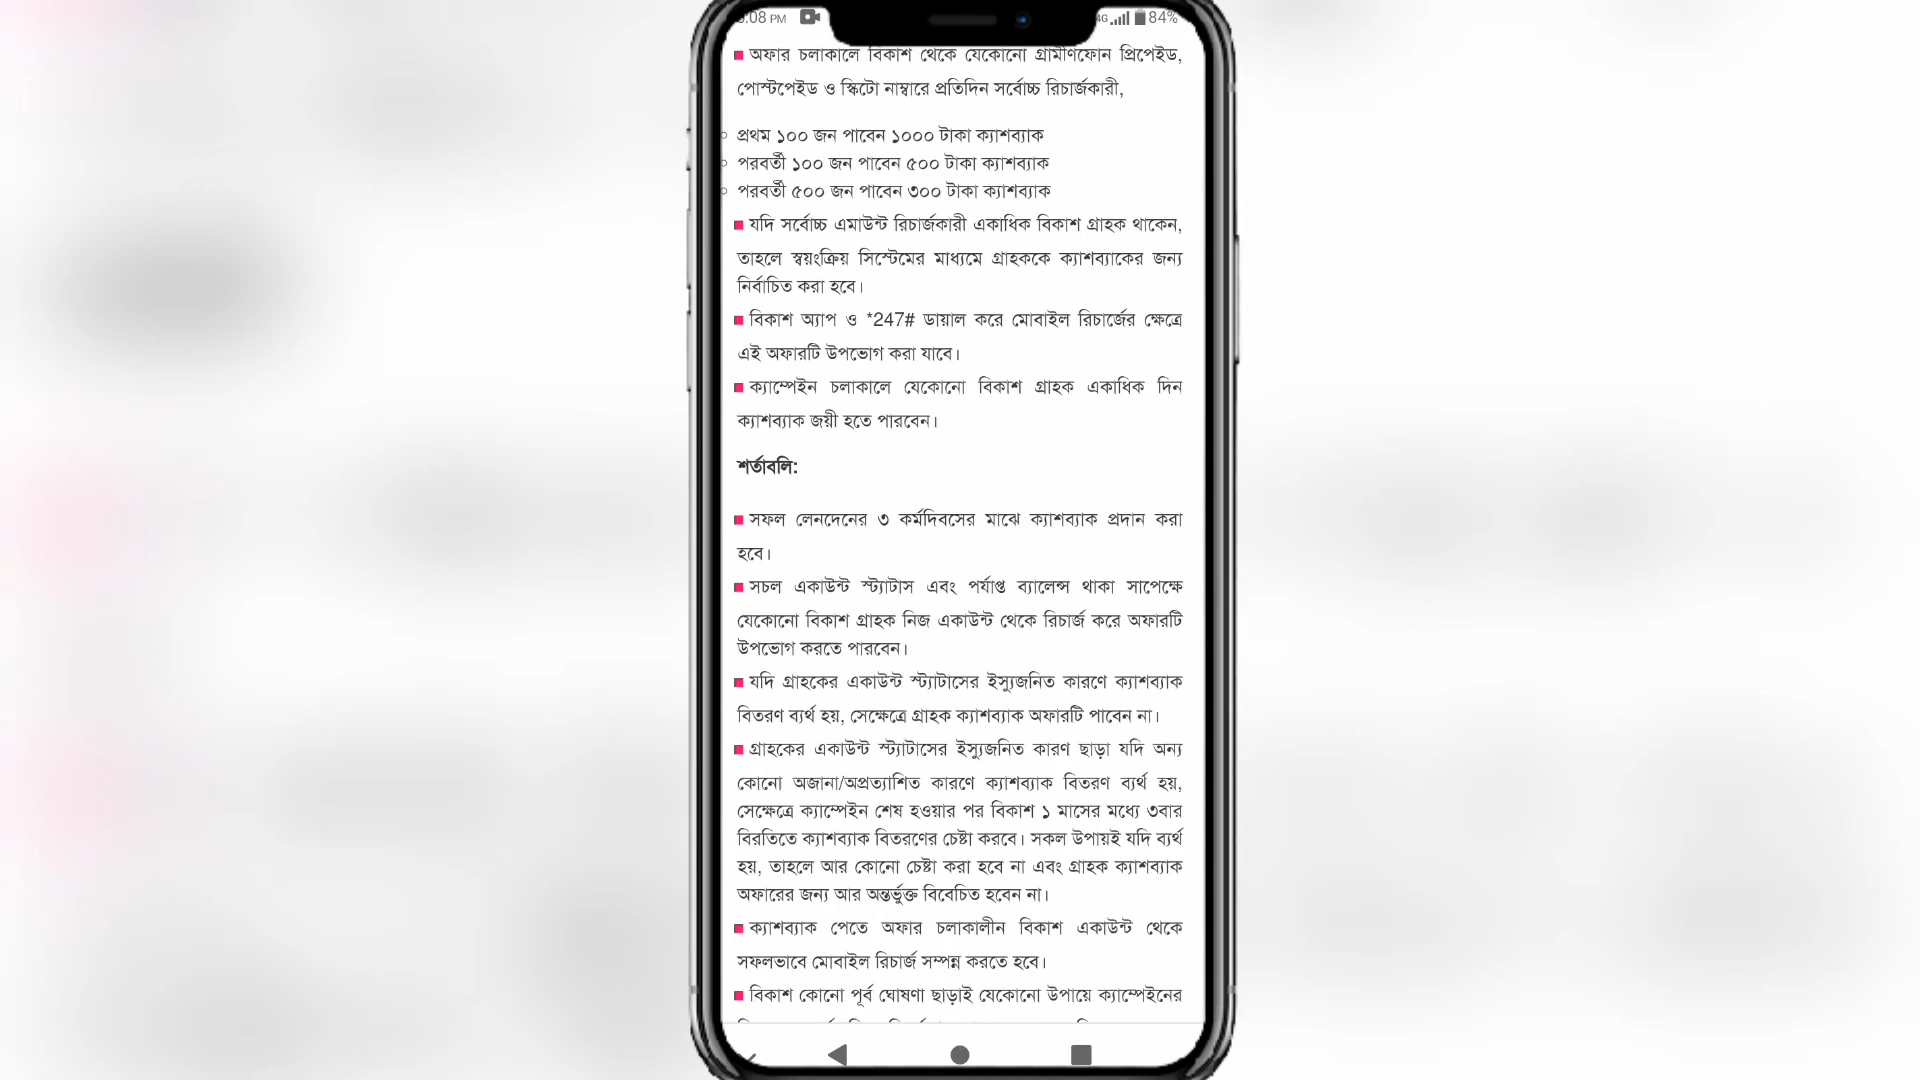 :08 PM 4G 84%
অফার চলাকালে বিকাশ থেকে যেকোনো গ্রামীণফোন প্রিপেইড,
পোস্টপেইড ও স্কিটো নাম্বারে প্রতিদিন সর্বোচ্চ রিচার্জকারী,
প্রথম ১০০ জন পাবেন ১০০০ টাকা ক্যাশব্যাক
পরবর্তী ১০০ জন পাবেন ৫০০ টাকা ক্যাশব্যাক
পরবর্তী ৫০০ জন পাবেন ৩০০ টাকা ক্যাশব্যাক
যদি সর্বোচ্চ এমাউন্ট রিচার্জকারী একাধিক বিকাশ গ্রাহক থাকেন,
তাহলে স্বয়ংক্রিয় সিস্টেমের মাধ্যমে গ্রাহককে ক্যাশব্যাকের জন্য
নির্বাচিত করা হবে।
বিকাশ অ্যাপ ও *247# ডায়াল করে মোবাইল রিচার্জের ক্ষেত্রে
এই অফারটি উপভোগ করা যাবে।
ক্যাম্পেইন চলাকালে যেকোনো বিকাশ গ্রাহক একাধিক দিন
ক্যাশব্যাক জয়ী হতে পারবেন।
শর্তাবলি:
সফল লেনদেনের ৩ কর্মদিবসের মাঝে ক্যাশব্যাক প্রদান করা
হবে।
সচল একাউন্ট স্ট্যাটাস এবং পর্যাপ্ত ব্যালেন্স থাকা সাপেক্ষে
যেকোনো বিকাশ গ্রাহক নিজ একাউন্ট থেকে রিচার্জ করে অফারটি
উপভোগ করতে পারবেন।
যদি গ্রাহকের একাউন্ট স্ট্যাটাসের ইস্যুজনিত কারণে ক্যাশব্যাক
বিতরণ ব্যর্থ হয়, সেক্ষেত্রে গ্রাহক ক্যাশব্যাক অফারটি পাবেন না।
গ্রাহকের একাউন্ট স্ট্যাটাসের ইস্যুজনিত কারণ ছাড়া যদি অন্য
কোনো অজানা/অপ্রত্যাশিত কারণে ক্যাশব্যাক বিতরণ ব্যর্থ হয়,
সেক্ষেত্রে ক্যাম্পেইন শেষ হওয়ার পর বিকাশ ১ মাসের মধ্যে ৩বার
বিরতিতে ক্যাশব্যাক বিতরণের চেষ্টা করবে। সকল উপায়ই যদি ব্যর্থ
হয়, তাহলে আর কোনো চেষ্টা করা হবে না এবং গ্রাহক ক্যাশব্যাক
অফারের জন্য আর অন্তর্ভুক্ত বিবেচিত হবেন না।
ক্যাশব্যাক পেতে অফার চলাকালীন বিকাশ একাউন্ট থেকে
সফলভাবে মোবাইল রিচার্জ সম্পন্ন করতে হবে।
বিকাশ কোনো পূর্ব ঘোষণা ছাড়াই যেকোনো উপায়ে ক্যাম্পেইনের